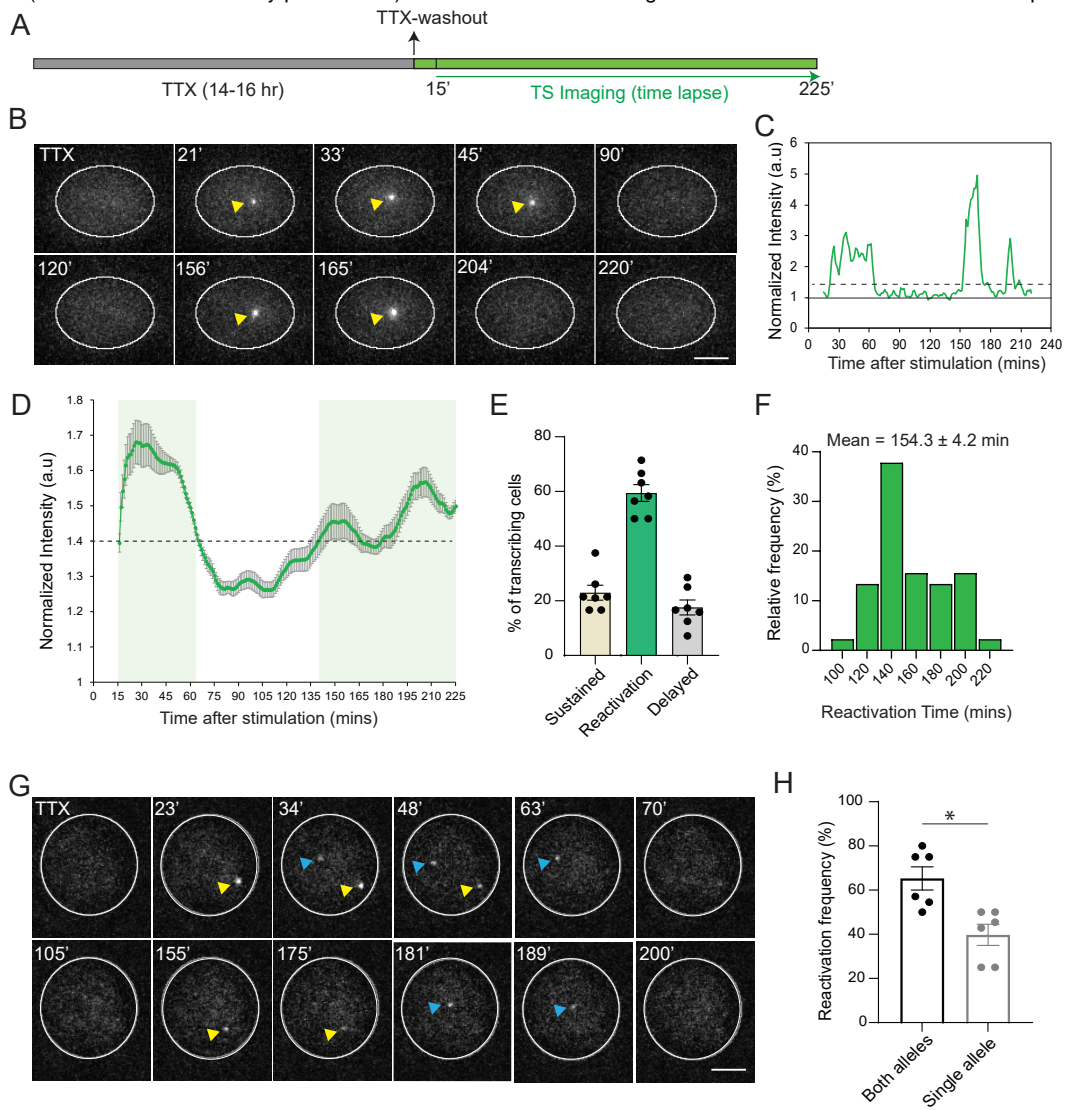 A
TTX-washout
TTX (14-16 hr)
15’
TS Imaging (time lapse)
225’
B
TTX
21’
33’
45’
90’
120’
156’
165’
204’
220’
C
Normalized Intensity (a.u)
6
5
4
3
2
1
0
0 30 60 90 120 150 180 210 240
Time after stimulation (mins)
D
Normalized Intensity (a.u)
1.8
1.7
1.6
1.5
1.4
1.3
1.2
1.1
1
0 15 30 45 60 75 90 105 120 135 150 165 180 195 210 225
Time after stimulation (mins)
E
% of transcribing cells
80
60
40
20
0
Sustained
Reactivation
Delayed
F
Mean = 154.3 ± 4.2 min
Relative frequency (%)
40
30
20
10
0
100 120 140 160 180 200 220
Reactivation Time (mins)
G
TTX
23’
34’
48’
63’
70’
105’
155’
175’
181’
189’
200’
H
Reactivation frequency (%)
100
80
60
40
20
0
*
Both alleles
Single allele